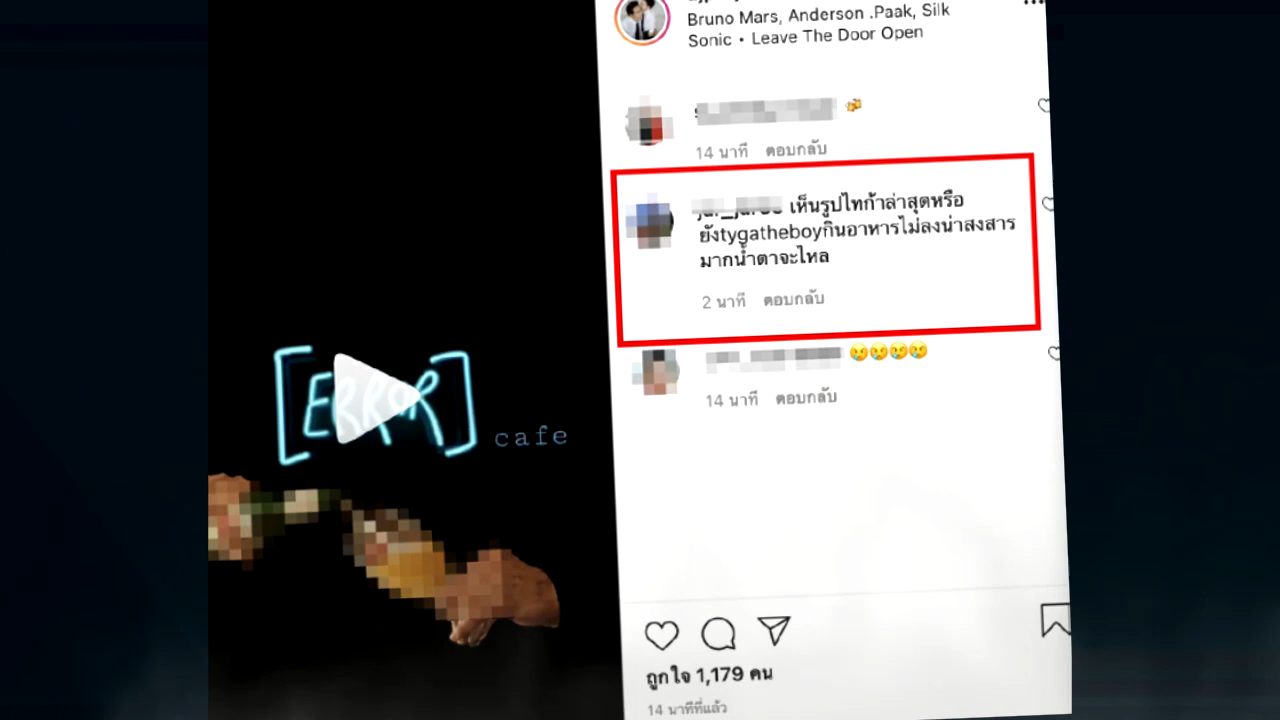 Bruno Mars, Anderson .Paak, Silk
Sonic • Leave The Door Open
14 นาที ตอบกลับ
เห็นรูปไทก้าล่าสุดหรือ
ยังtygatheboyกินอาหารไม่ลงน่าสงสาร
มากน้ำตาจะไหล
2 นาที ตอบกลับ
14 นาที ตอบกลับ
[ERROR]
cafe
ถูกใจ 1,179 คน
14 นาทีที่แล้ว